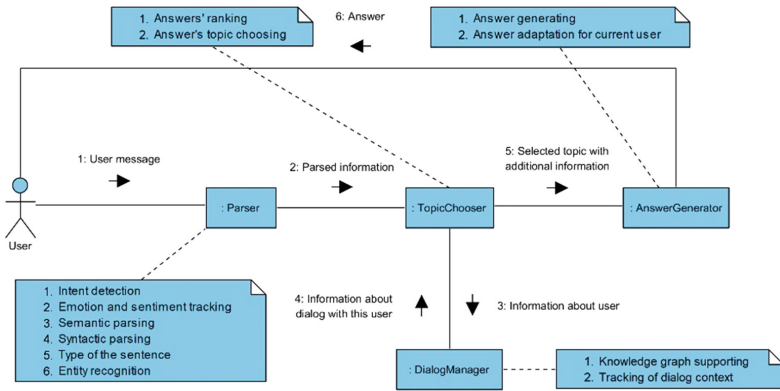 1. Answers' ranking
2. Answer's topic choosing
6: Answer
1. Answer generating
2. Answer adaptation for current user
1: User message
2: Parsed information
5: Selected topic with
additional information
: Parser
: TopicChooser
: AnswerGenerator
User
1. Intent detection
2. Emotion and sentiment tracking
3. Semantic parsing
4. Syntactic parsing
5. Type of the sentence
6. Entity recognition
4: Information about
dialog with this user
3: Information about user
: DialogManager
1. Knowledge graph supporting
2. Tracking of dialog context